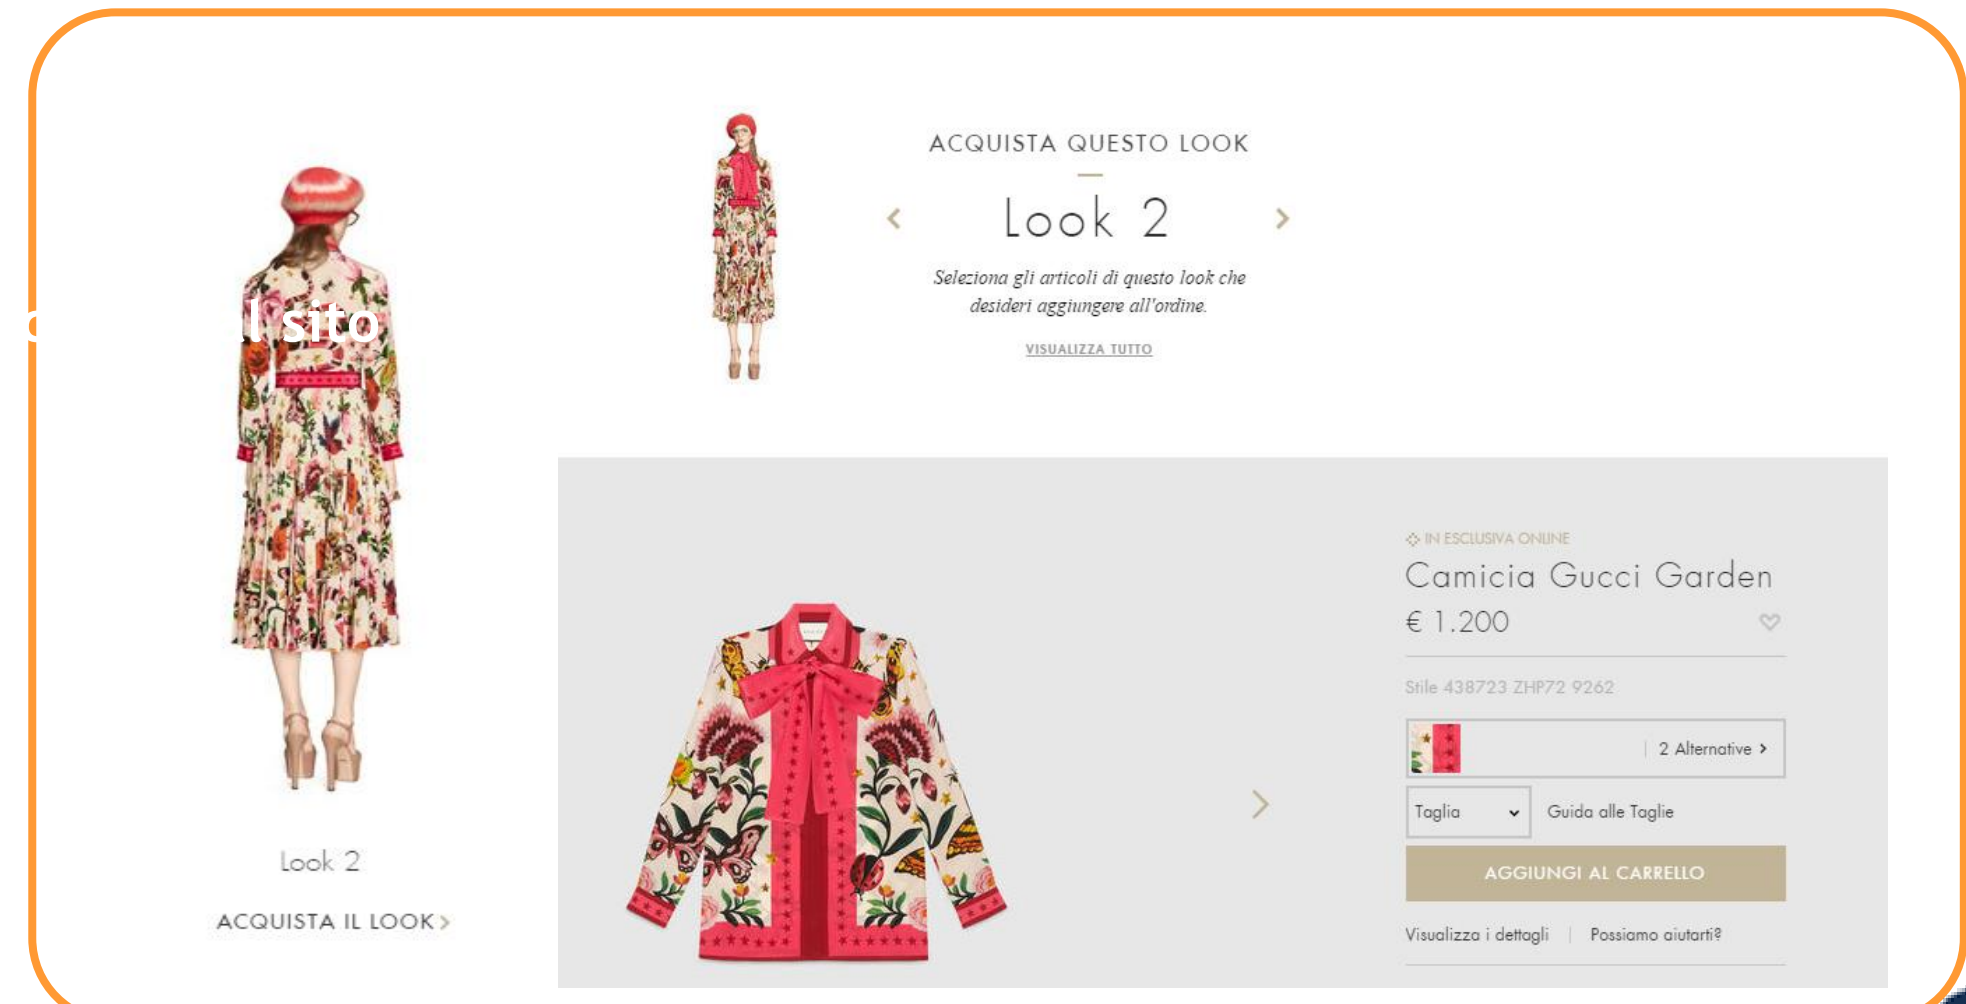 ACQUISTA QUESTO LOOK
Look 2
Seleziona gli articoli di questo look che
desideri aggiungere all'ordine.
VISUALIZZA TUTTO
sito
Look 2
ACQUISTA IL LOOK >
IN ESCLUSIVA ONLINE
Camicia Gucci Garden
€ 1.200
Stile 438723 ZHP72 9262
2 Alternative >
Taglia
Guida alle Taglie
AGGIUNGI AL CARRELLO
Visualizza i dettagli | Possiamo aiutarti?